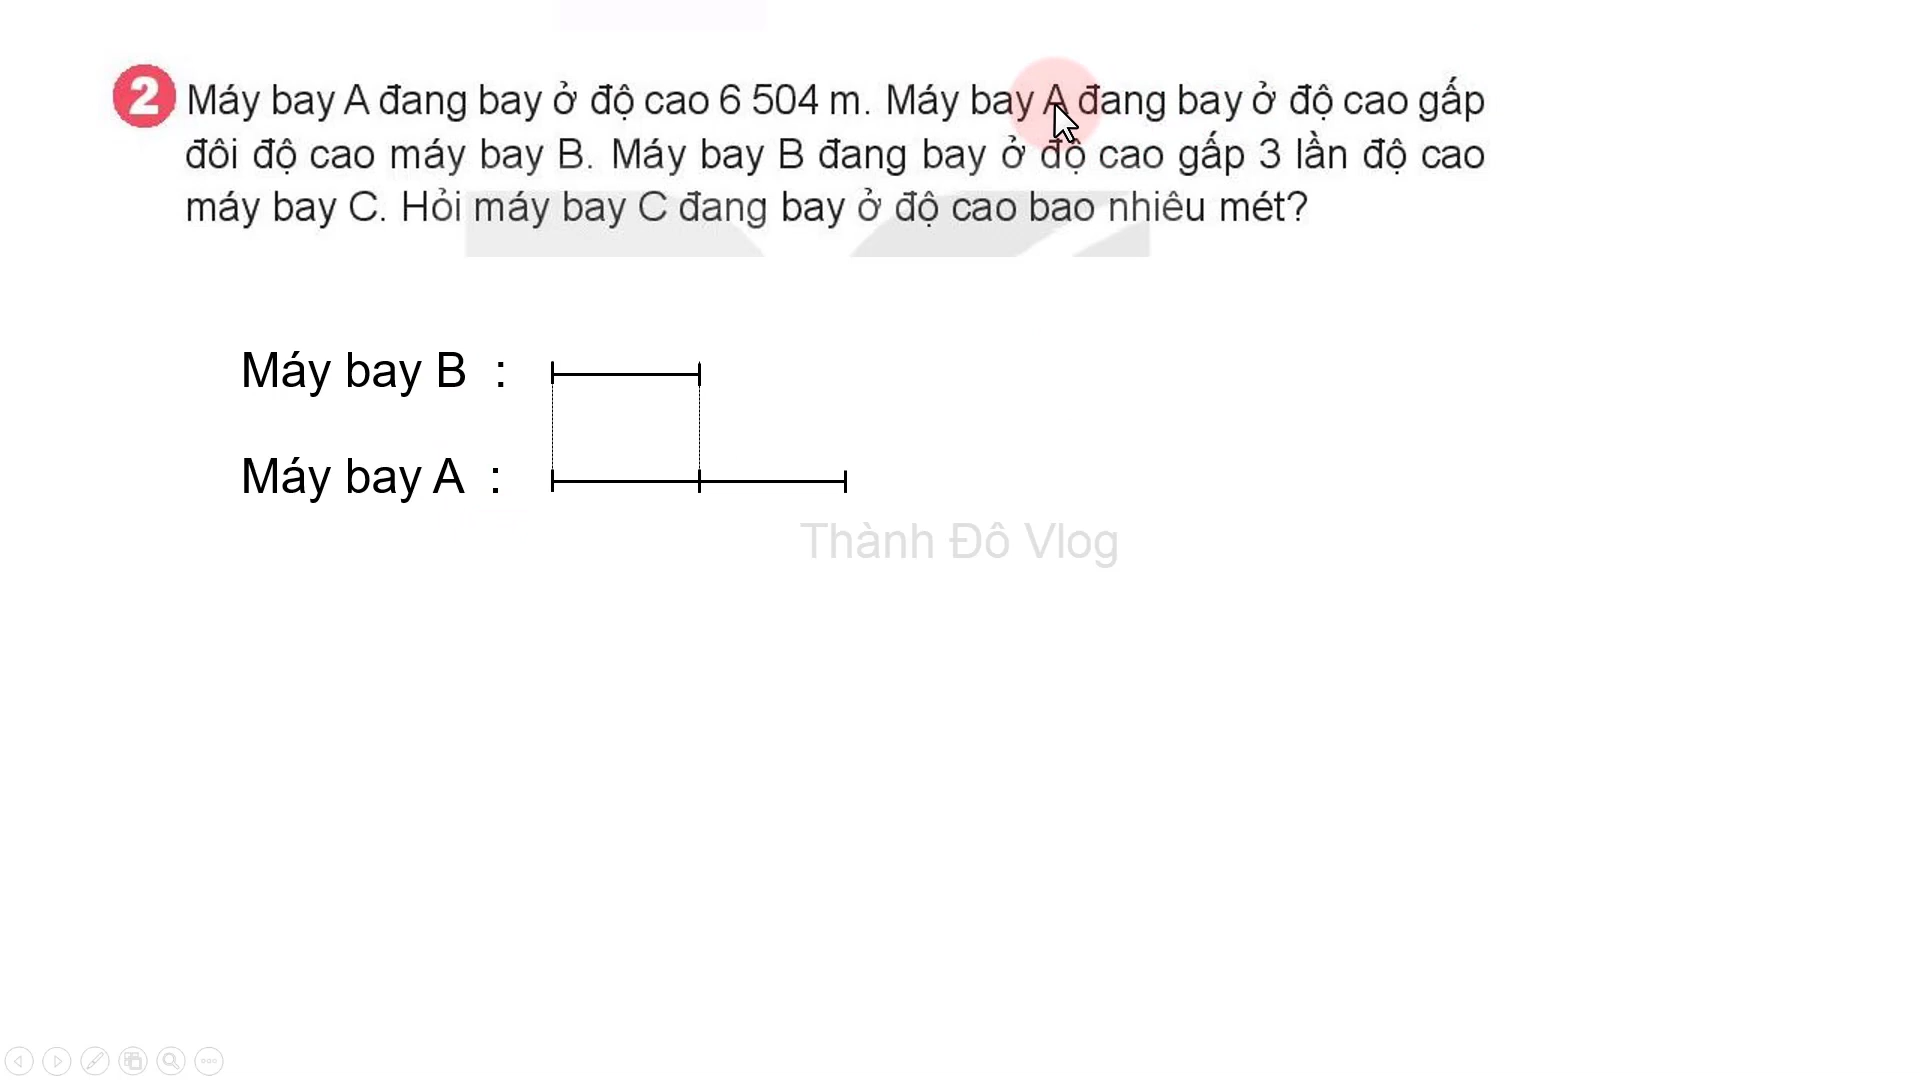 2 Máy bay A đang bay ở độ cao 6 504 m. Máy bay A đang bay ở độ cao gấp
đôi độ cao máy bay B. Máy bay B đang bay ở độ cao gấp 3 lần độ cao
máy bay C. Hỏi máy bay C đang bay ở độ cao bao nhiêu mét?
Máy bay B :
Máy bay A :
Thành Đô Vlog